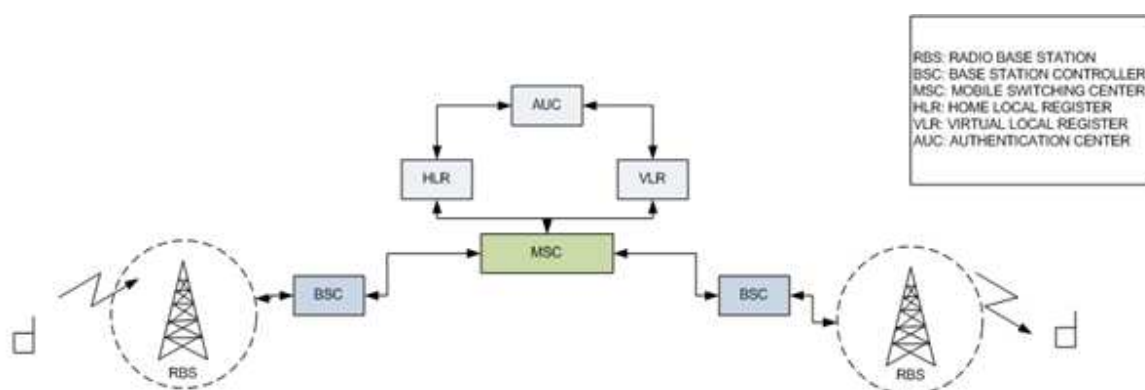 RBS: RADIO BASE STATION
BSC: BASE STATION CONTROLLER
MSC: MOBILE SWITCHING CENTER
HLR: HOME LOCAL REGISTER
VLR: VIRTUAL LOCAL REGISTER
AUC: AUTHENTICATION CENTER
AUC
HLR
VLR
MSC
BSC
BSC
RBS
RBS